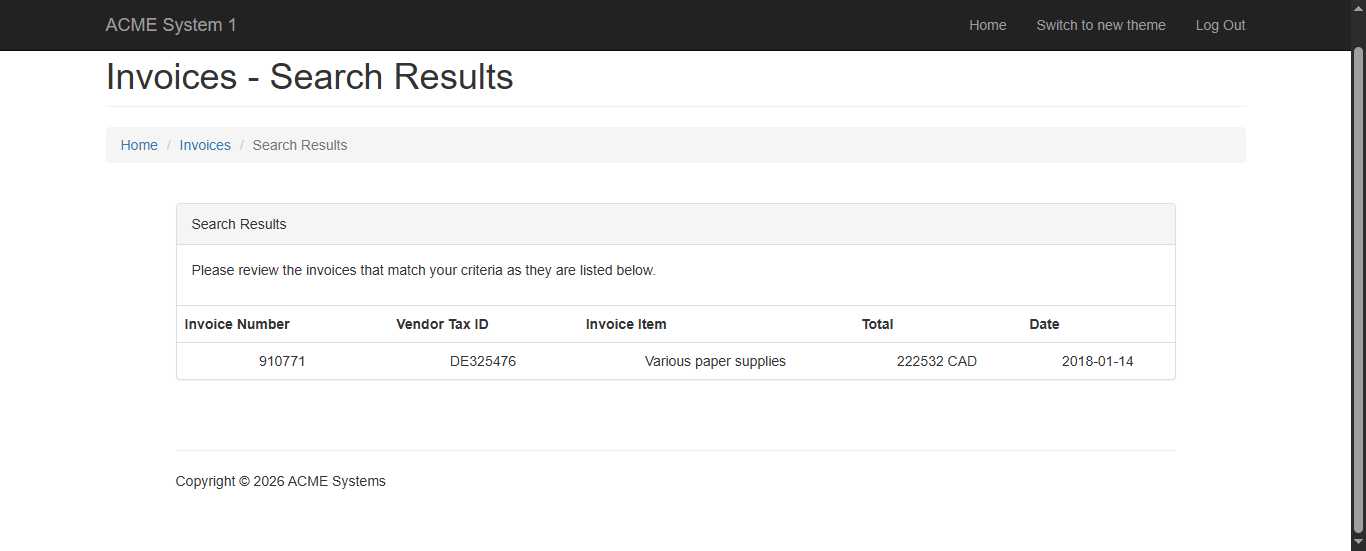 ACME System 1 Home Switch to new theme Log Out
Invoices - Search Results
Home / Invoices / Search Results
Search Results
Please review the invoices that match your criteria as they are listed below.
Invoice Number Vendor Tax ID Invoice Item Total Date
910771 DE325476 Various paper supplies 222532 CAD 2018-01-14
Copyright © 2026 ACME Systems